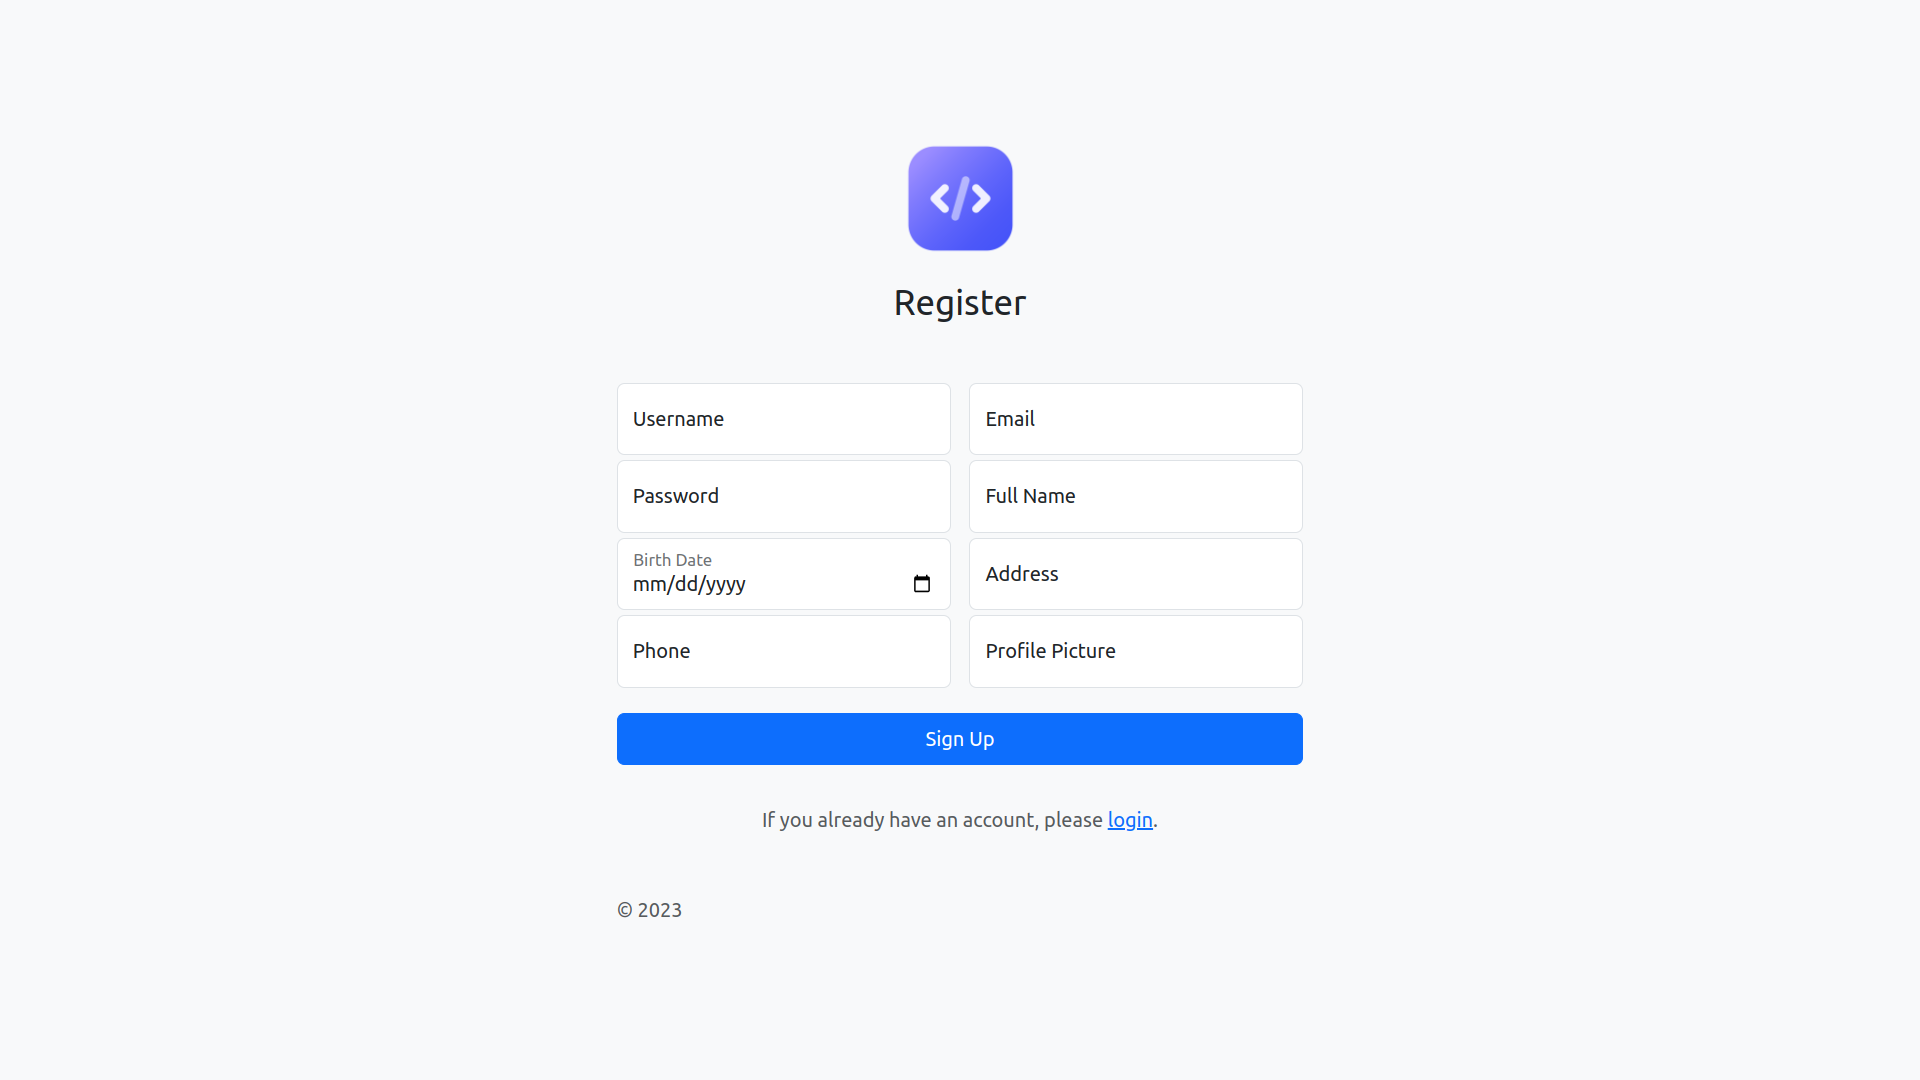 </>
Register
Username
Email
Password
Full Name
Birth Date
mm/dd/yyyy
Address
Phone
Profile Picture
Sign Up
If you already have an account, please login.
© 2023